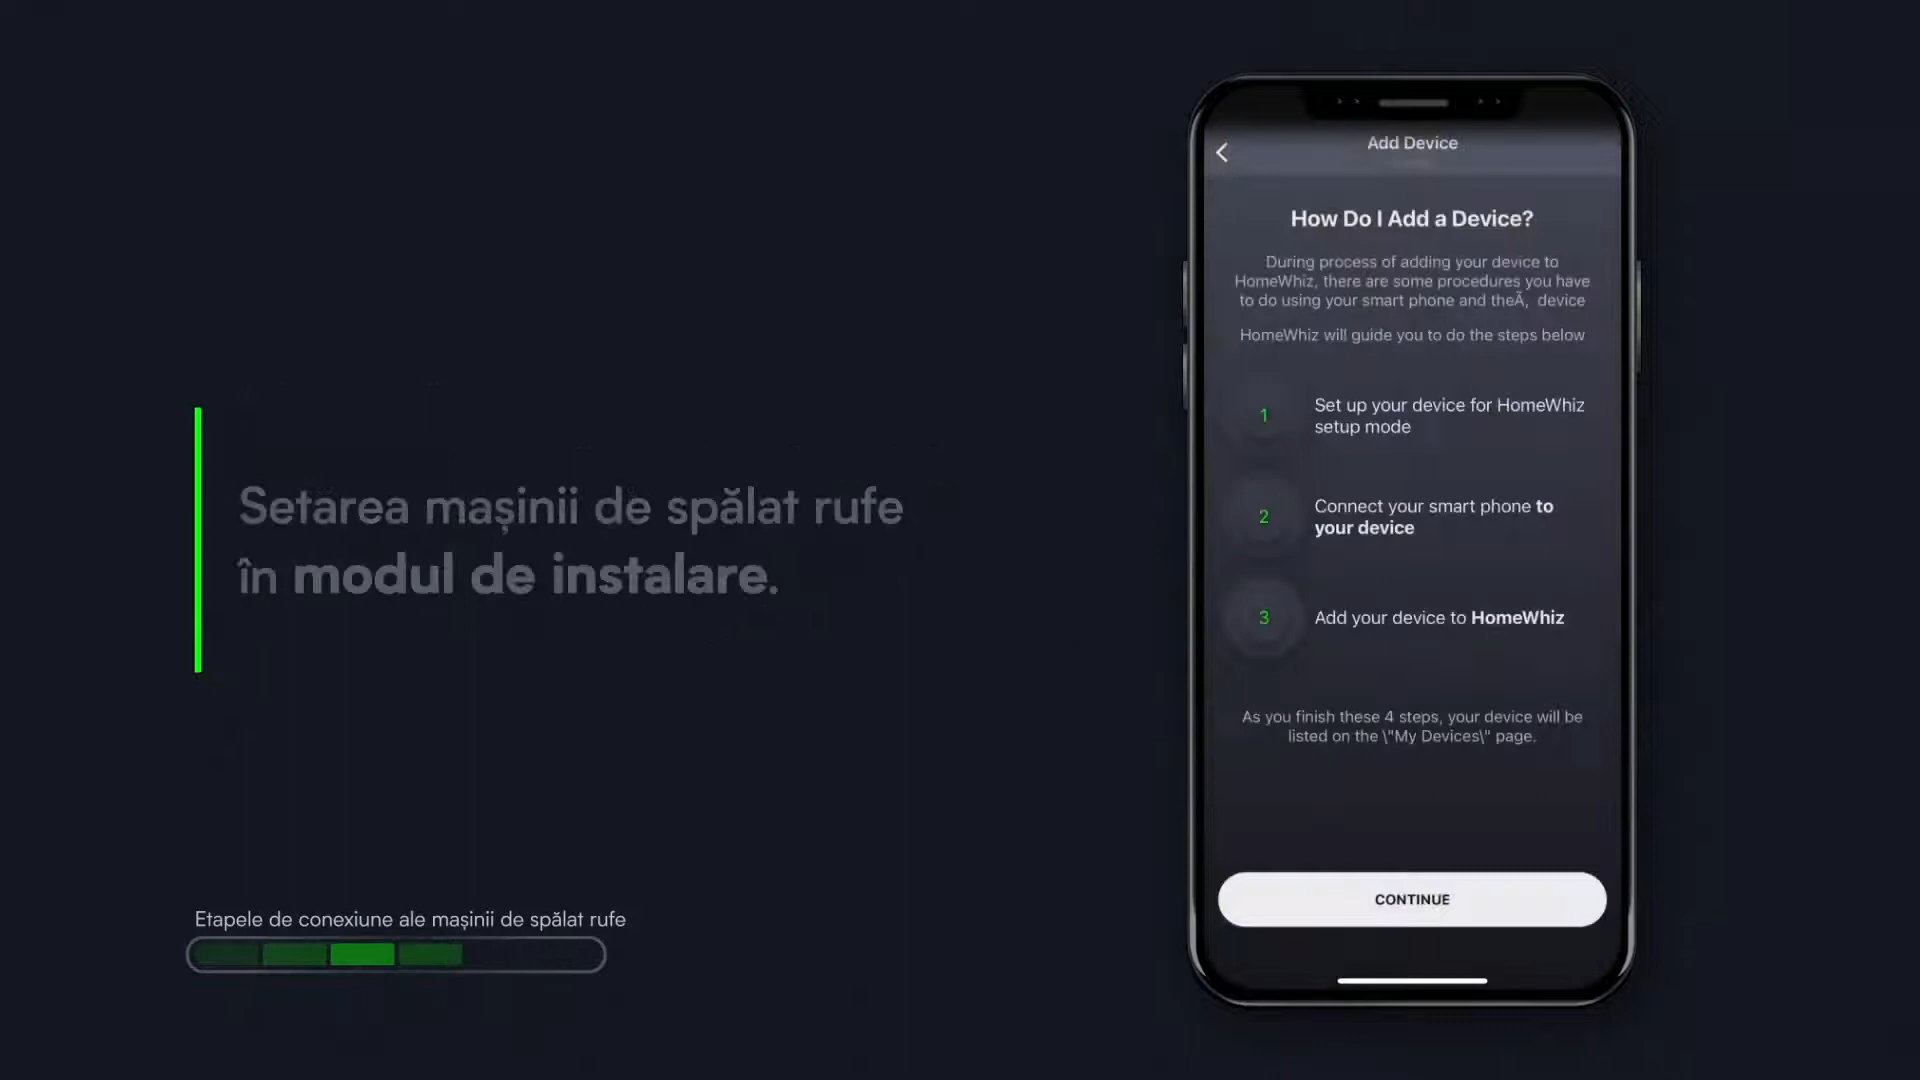 Setarea mașinii de spălat rufe
în modul de instalare.
Etapele de conexiune ale mașinii de spălat rufe
Add Device
How Do I Add a Device?
During process of adding your device to
HomeWhiz, there are some procedures you have
to do using your smart phone and theÃ, device
HomeWhiz will guide you to do the steps below
1
Set up your device for HomeWhiz
setup mode
2
Connect your smart phone to
your device
3
Add your device to HomeWhiz
As you finish these 4 steps, your device will be
listed on the \"My Devices\" page.
CONTINUE